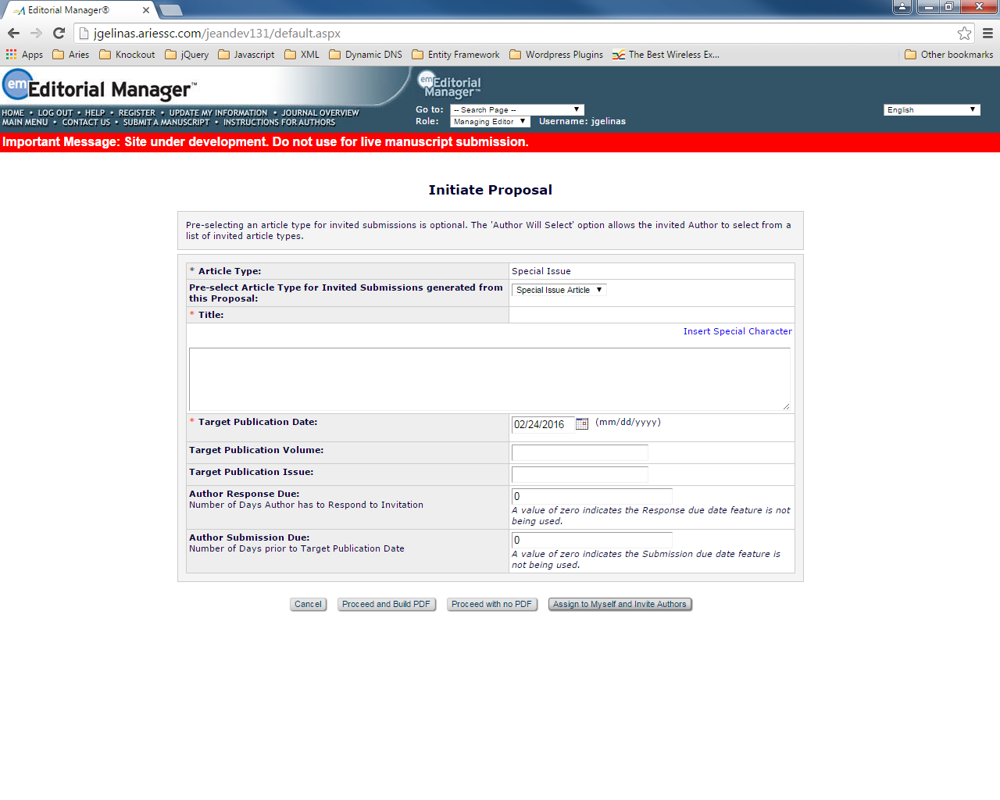 Editorial Manager®
jgelinas.ariessc.com/jeandev131/default.aspx
Apps Aries Knockout jQuery Javascript XML Dynamic DNS Entity Framework Wordpress Plugins The Best Wireless Ex... Other bookmarks
em Editorial Manager™
em Editorial Manager™
HOME • LOG OUT • HELP • REGISTER • UPDATE MY INFORMATION • JOURNAL OVERVIEW
MAIN MENU • CONTACT US • SUBMIT A MANUSCRIPT • INSTRUCTIONS FOR AUTHORS
Go to: -- Search Page -- English
Role: Managing Editor Username: jgelinas
Important Message: Site under development. Do not use for live manuscript submission.
Initiate Proposal
Pre-selecting an article type for invited submissions is optional. The 'Author Will Select' option allows the invited Author to select from a
list of invited article types.
* Article Type: Special Issue
Pre-select Article Type for Invited Submissions generated from
this Proposal: Special Issue Article
* Title:
Insert Special Character
* Target Publication Date: 02/24/2016 (mm/dd/yyyy)
Target Publication Volume:
Target Publication Issue:
Author Response Due: 0
Number of Days Author has to Respond to Invitation
A value of zero indicates the Response due date feature is not
being used.
Author Submission Due: 0
Number of Days prior to Target Publication Date
A value of zero indicates the Submission due date feature is
not being used.
Cancel Proceed and Build PDF Proceed with no PDF Assign to Myself and Invite Authors